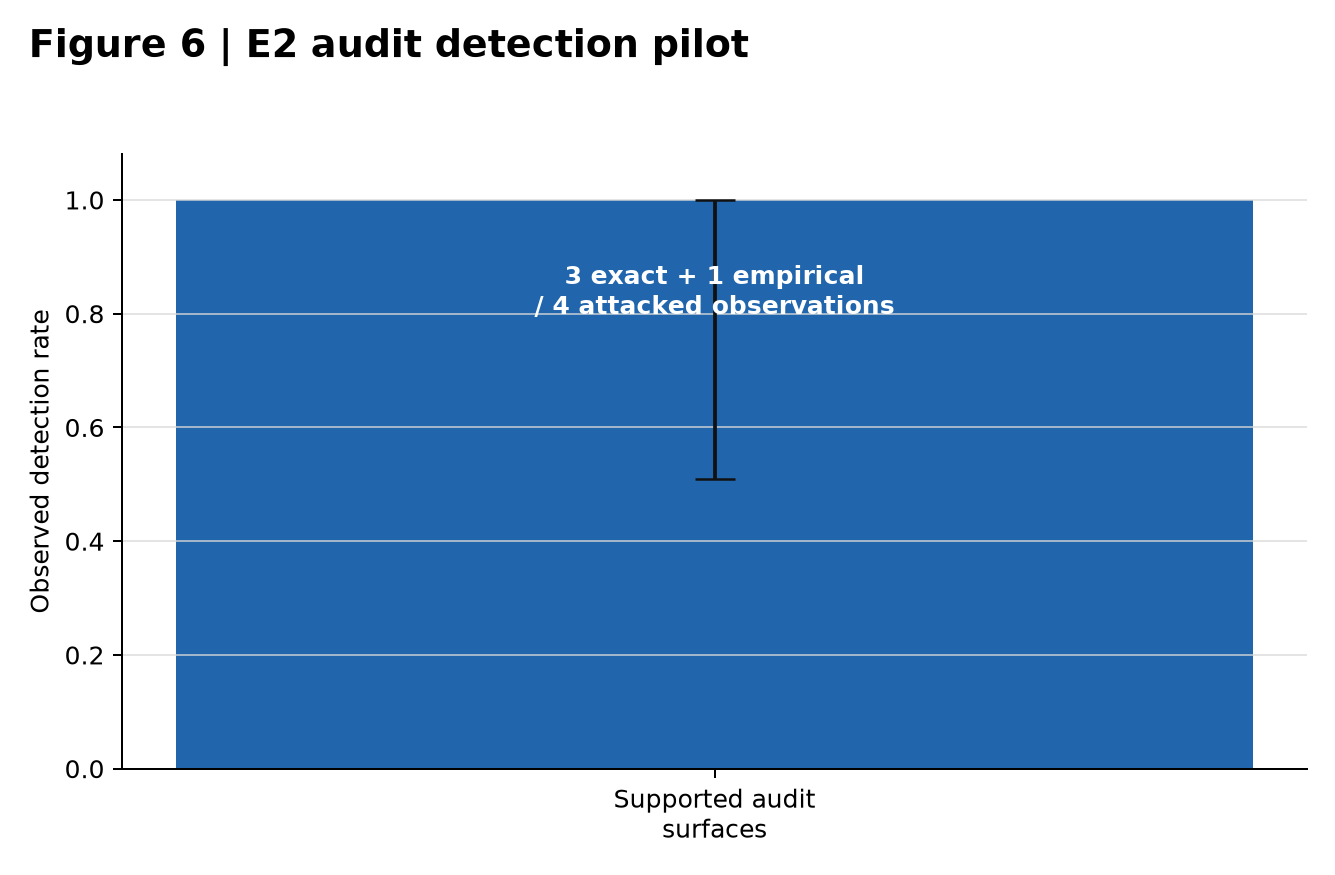 Figure 6 | E2 audit detection pilot
Observed detection rate
1.0
0.8
0.6
0.4
0.2
0.0
3 exact + 1 empirical
/ 4 attacked observations
Supported audit
surfaces